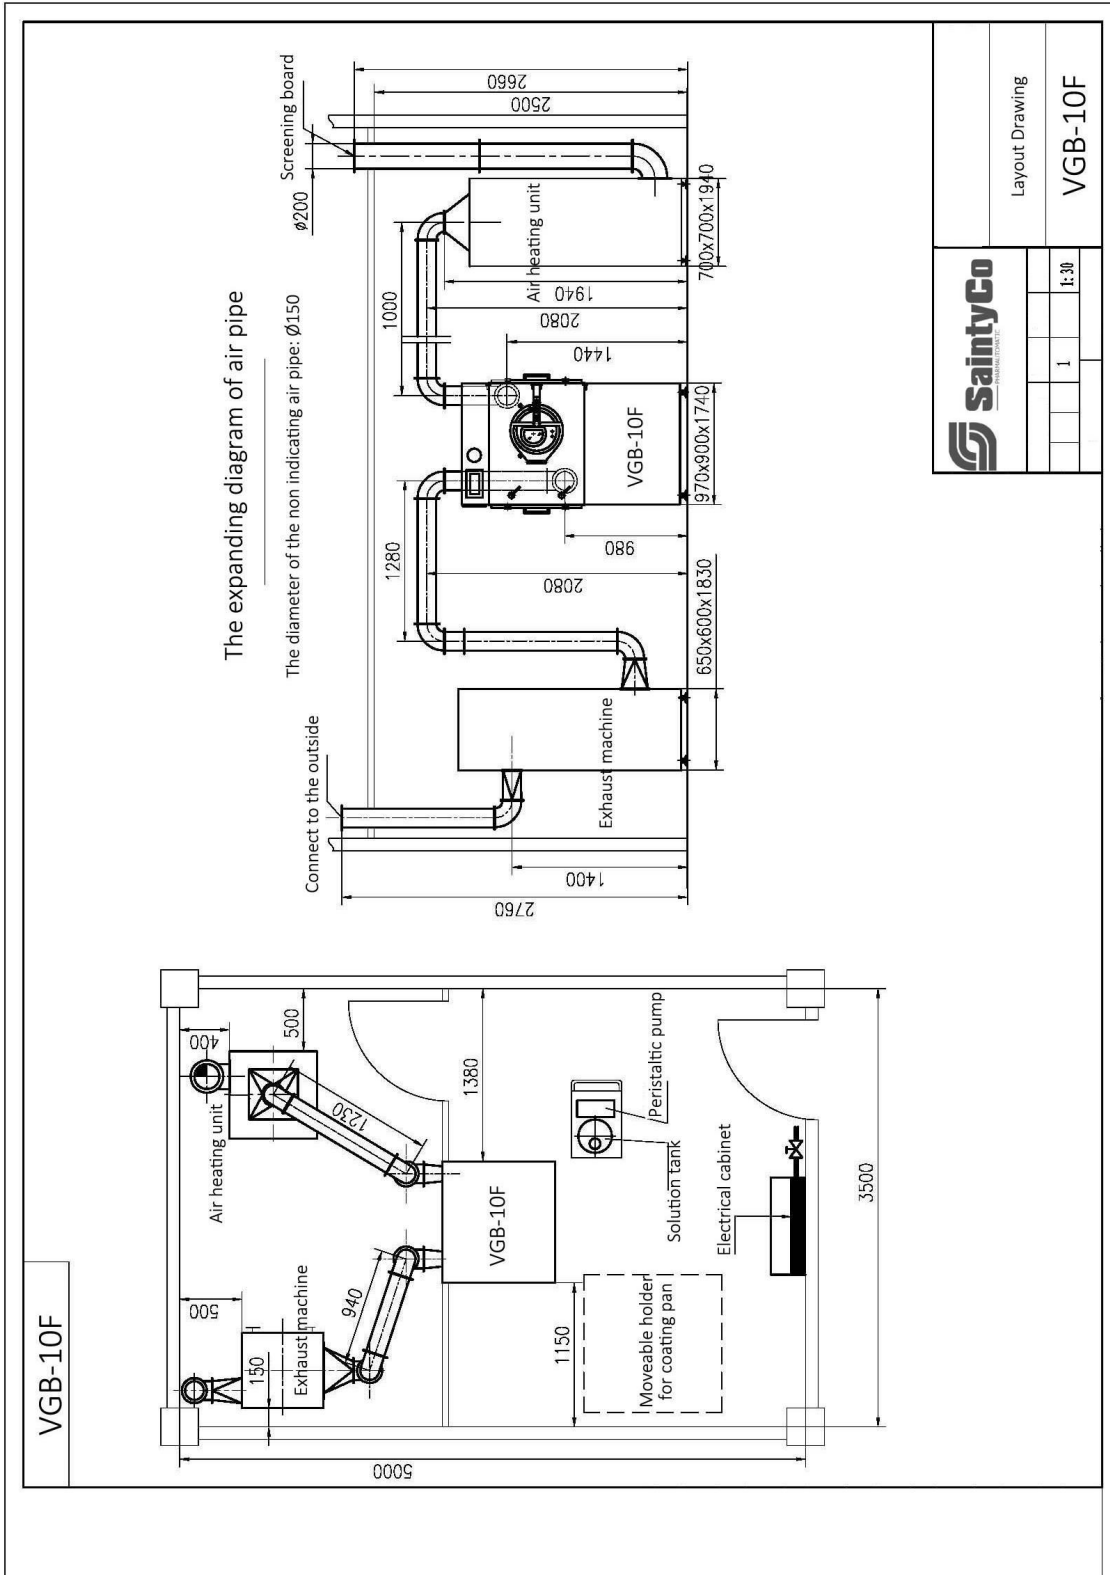 VGB-10F
5000
500
150
Exhaust machine
940
400
Air heating unit
500
1230
VGB-10F
1380
1150
Moveable holder
for coating pan
Solution tank
Peristaltic pump
Electrical cabinet
3500
The expanding diagram of air pipe
The diameter of the non indicating air pipe: Ø150
Connect to the outside
2760
1400
Exhaust machine
650x600x1830
1280
2080
980
VGB-10F
970x900x1740
1000
1440
2080
1940
Air heating unit
700x700x1940
ø200
Screening board
2500
2660
SaintyCo
PHARMAUTOMATIC
1
1:30
Layout Drawing
VGB-10F